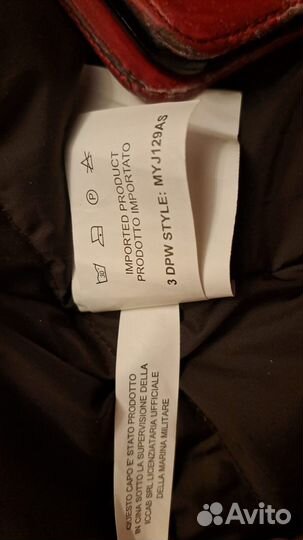 30
P
IMPORTED PRODUCT
PRODOTTO IMPORTATO
3 DPW STYLE: MYJ129AS
QUESTO CAPO E' STATO PRODOTTO
IN CINA SOTTO LA SUPERVISIONE DELLA
ICCAB SRL LICENZIATARIA UFFICIALE
DELLA MARINA MILITARE
Avito